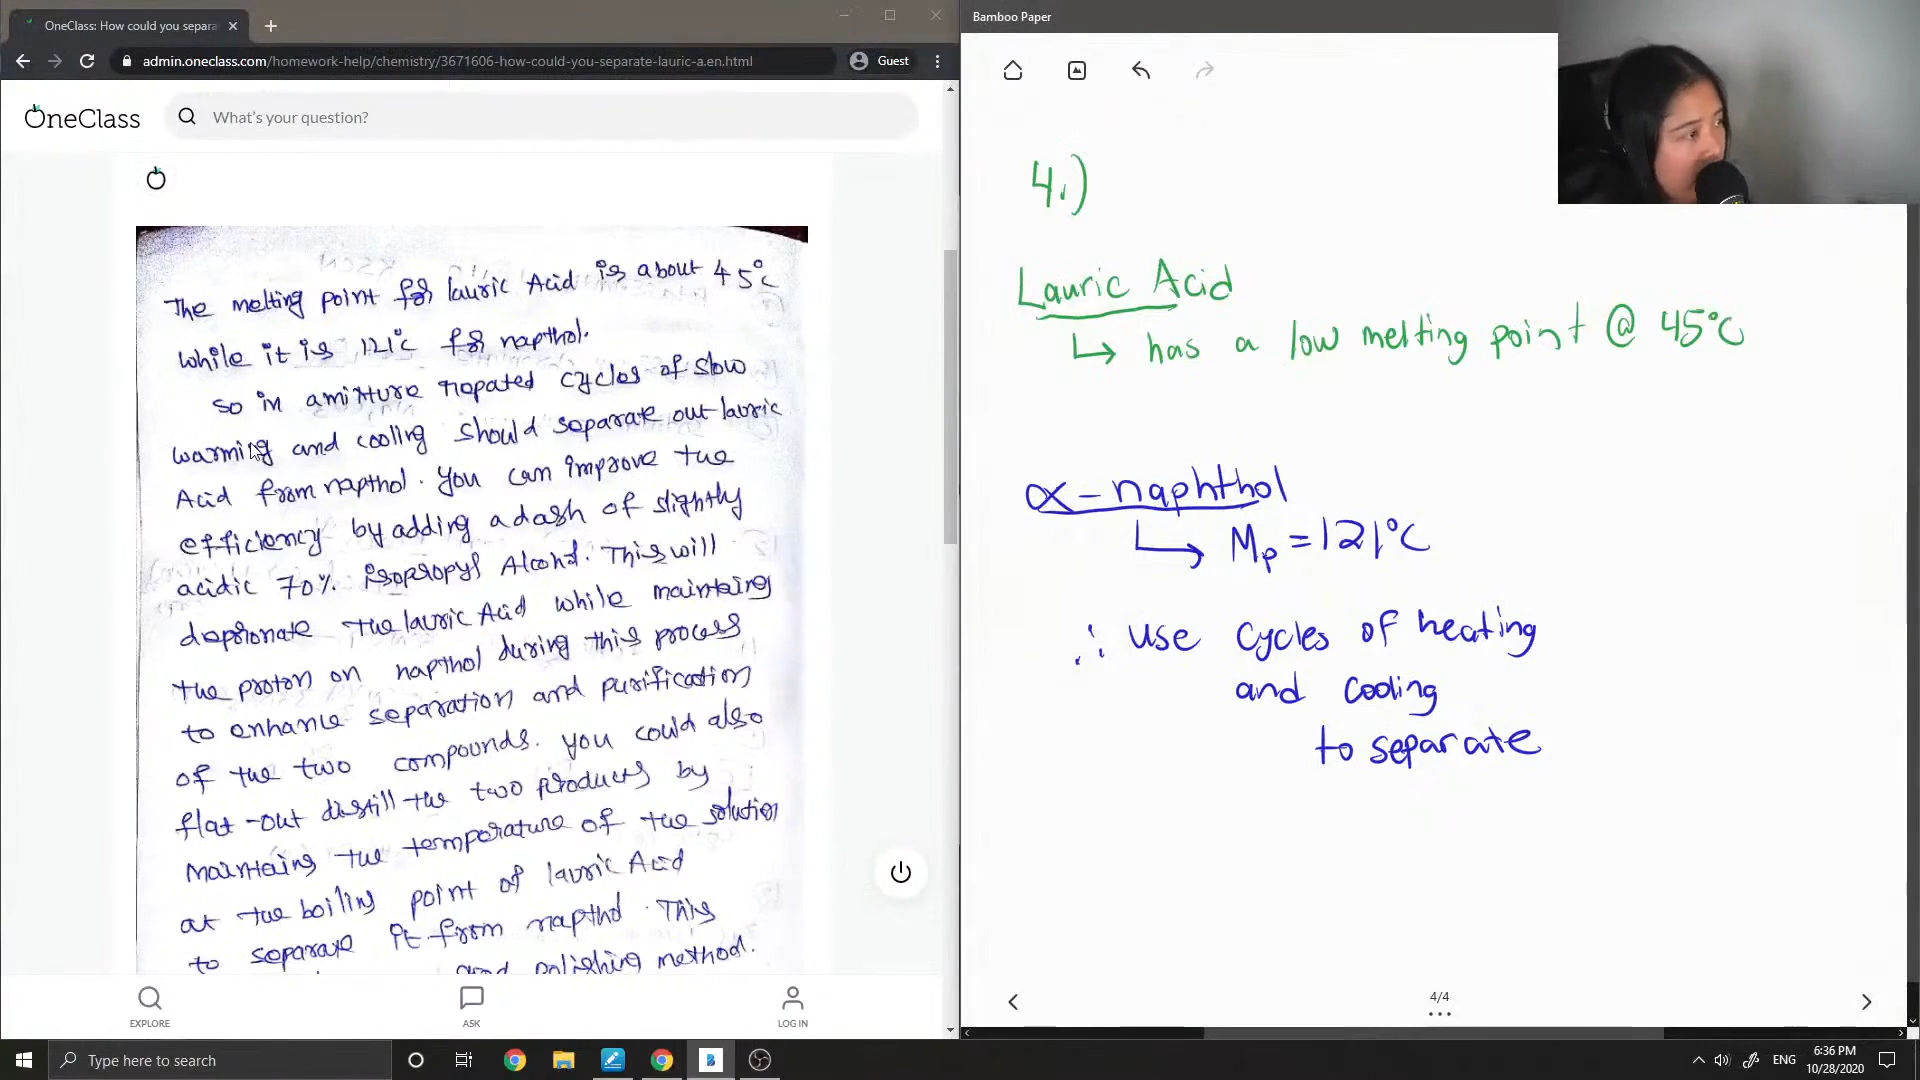 OneClass: How could you separa
admin.oneclass.com/homework-help/chemistry/3671606-how-could-you-separate-lauric-a.en.html
Guest
OneClass
What's your question?
The melting point for lauric Acid is about 45°C
while it is 121°C for napthol.
so in a mixture repated cycles of slow
warming and cooling should separate out lauric
Acid from napthol. You can improve the
efficiency by adding a dash of slightly
acidic 70% isopropyl Alcohol. This will
the lauric Acid while maintaing
the proton on napthol during this process
to enhance separation and purification
of the two compounds. you could also
flat-out distill the two products by
maintaing the temperature of the solution
at the boiling point of lauric Acid
to separate it from napthol. This
and polishing method.
EXPLORE
ASK
LOG IN
Bamboo Paper
4.)
Lauric Acid
↳ has a low melting point @ 45°C
α-naphthol
↳ Mp = 121°C
∴ use cycles of heating
and cooling
to separate
4/4
Type here to search
ENG
6:36 PM
10/28/2020